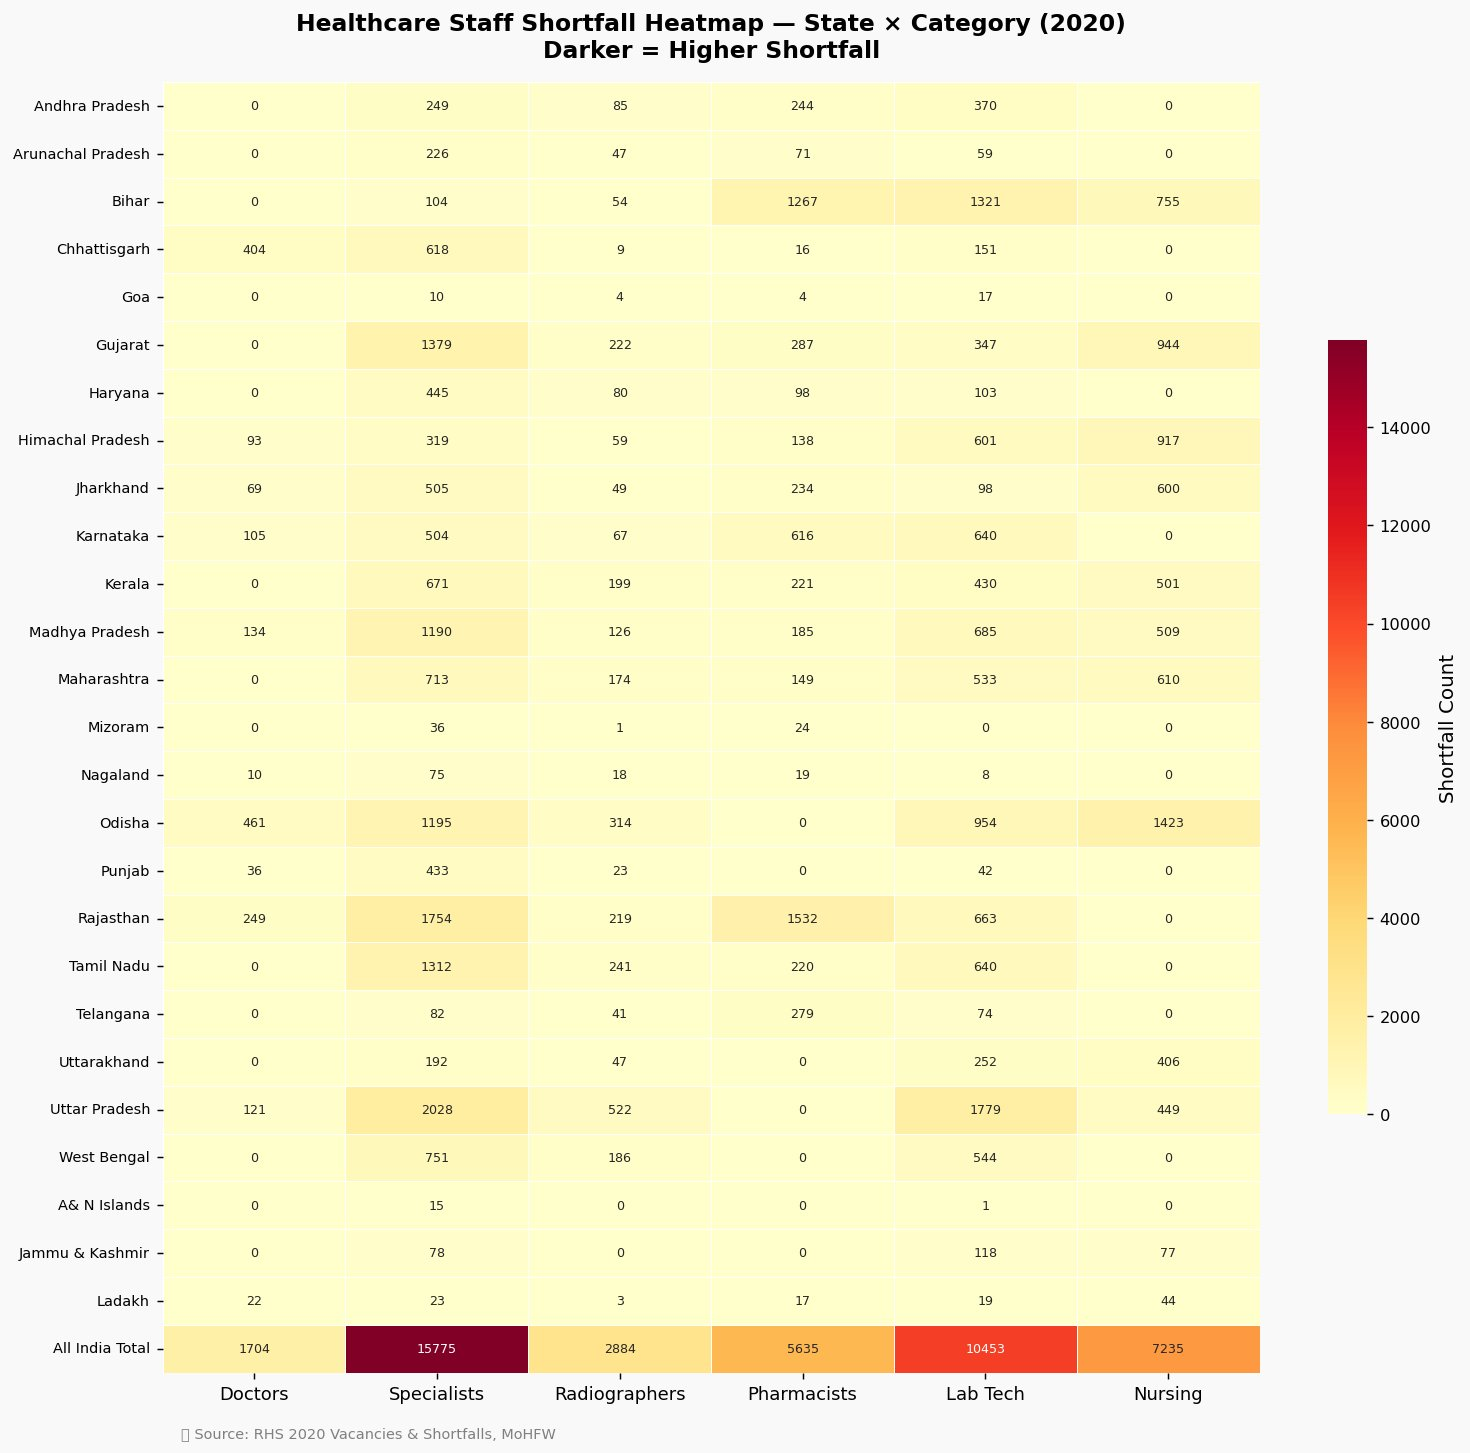 Healthcare Staff Shortfall Heatmap — State × Category (2020)
Darker = Higher Shortfall
Andhra Pradesh 0 249 85 244 370 0
Arunachal Pradesh 0 226 47 71 59 0
Bihar 0 104 54 1267 1321 755
Chhattisgarh 404 618 9 16 151 0
Goa 0 10 4 4 17 0
Gujarat 0 1379 222 287 347 944
Haryana 0 445 80 98 103 0
Himachal Pradesh 93 319 59 138 601 917
Jharkhand 69 505 49 234 98 600
Karnataka 105 504 67 616 640 0
Kerala 0 671 199 221 430 501
Madhya Pradesh 134 1190 126 185 685 509
Maharashtra 0 713 174 149 533 610
Mizoram 0 36 1 24 0 0
Nagaland 10 75 18 19 8 0
Odisha 461 1195 314 0 954 1423
Punjab 36 433 23 0 42 0
Rajasthan 249 1754 219 1532 663 0
Tamil Nadu 0 1312 241 220 640 0
Telangana 0 82 41 279 74 0
Uttarakhand 0 192 47 0 252 406
Uttar Pradesh 121 2028 522 0 1779 449
West Bengal 0 751 186 0 544 0
A& N Islands 0 15 0 0 1 0
Jammu & Kashmir 0 78 0 0 118 77
Ladakh 22 23 3 17 19 44
All India Total 1704 15775 2884 5635 10453 7235
Doctors Specialists Radiographers Pharmacists Lab Tech Nursing
14000
12000
10000
8000
6000
4000
2000
0
Shortfall Count
Source: RHS 2020 Vacancies & Shortfalls, MoHFW